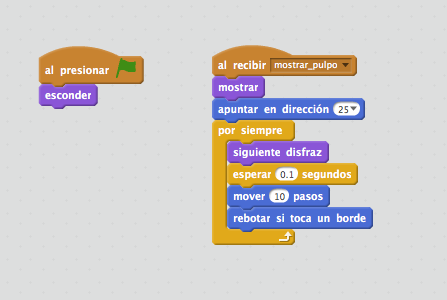 al presionar
esconder
al recibir mostrar_pulpo
mostrar
apuntar en dirección 25
por siempre
siguiente disfraz
esperar 0.1 segundos
mover 10 pasos
rebotar si toca un borde